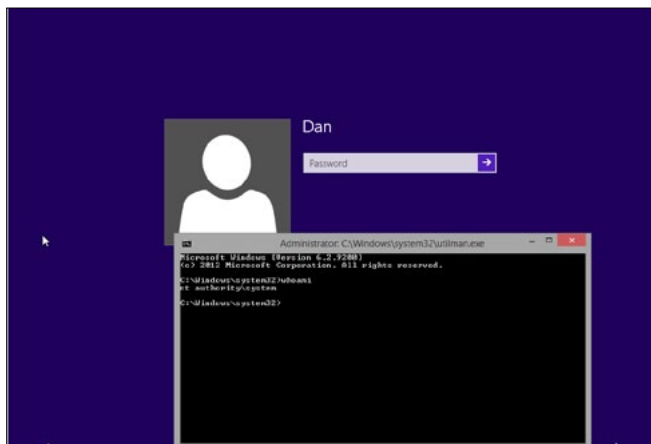 Dan
Password
Administrator: C:\Windows\system32\utilman.exe
Microsoft Windows [Version 6.2.9200]
(c) 2012 Microsoft Corporation. All rights reserved.
C:\Windows\system32>whoami
nt authority\system
C:\Windows\system32>